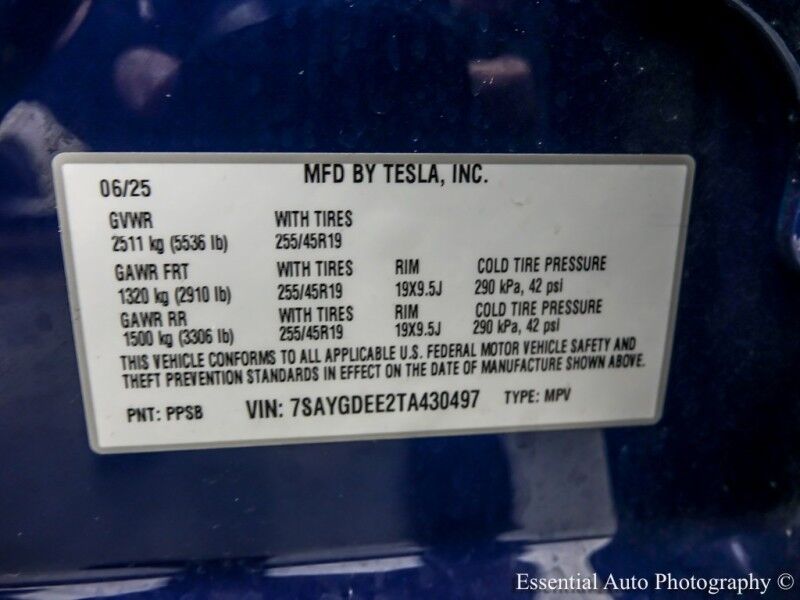 MFD BY TESLA, INC.
06/25
GVWR WITH TIRES
2511 kg (5536 lb) 255/45R19
GAWR FRT WITH TIRES RIM COLD TIRE PRESSURE
1320 kg (2910 lb) 255/45R19 19X9.5J 290 kPa, 42 psi
GAWR RR WITH TIRES RIM COLD TIRE PRESSURE
1500 kg (3306 lb) 255/45R19 19X9.5J 290 kPa, 42 psi
THIS VEHICLE CONFORMS TO ALL APPLICABLE U.S. FEDERAL MOTOR VEHICLE SAFETY AND
THEFT PREVENTION STANDARDS IN EFFECT ON THE DATE OF MANUFACTURE SHOWN ABOVE.
PNT: PPSB VIN: 7SAYGDEE2TA430497 TYPE: MPV
Essential Auto Photography ©